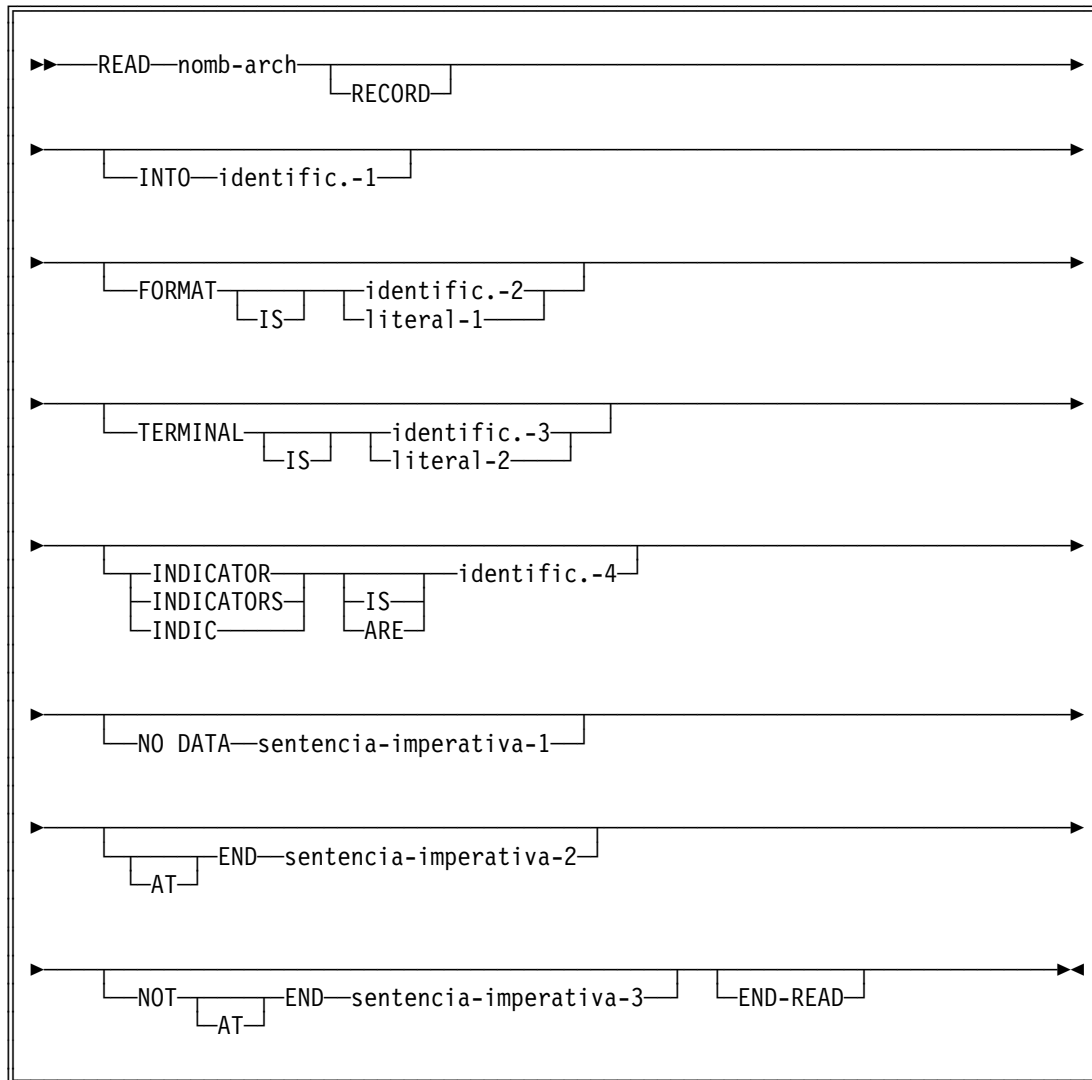 READ nomb-arch
RECORD
INTO identific.-1
FORMAT identific.-2
IS literal-1
TERMINAL identific.-3
IS literal-2
INDICATOR identific.-4
INDICATORS IS
INDIC ARE
NO DATA sentencia-imperativa-1
END sentencia-imperativa-2
AT
NOT END sentencia-imperativa-3 END-READ
AT